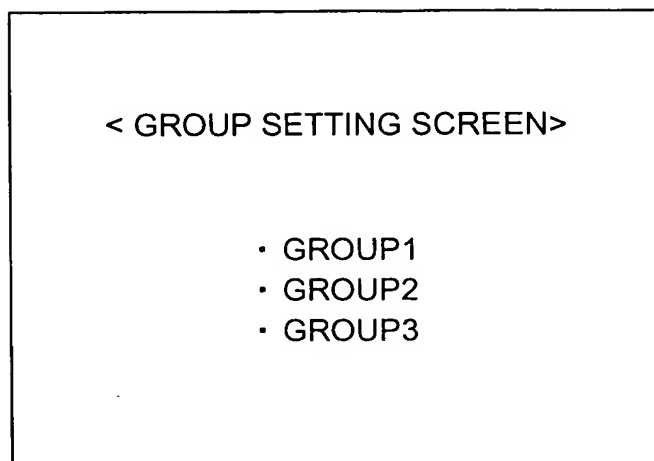 < GROUP SETTING SCREEN>
・ GROUP1
・ GROUP2
・ GROUP3